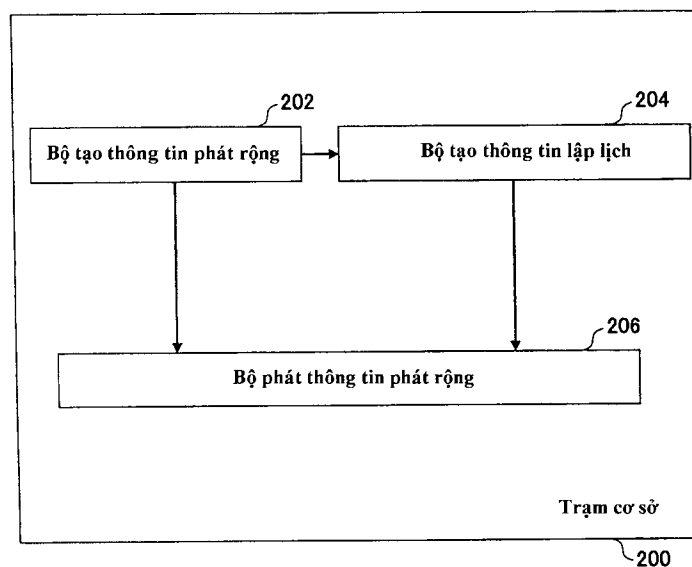 202
204
Bộ tạo thông tin phát rộng
Bộ tạo thông tin lập lịch
206
Bộ phát thông tin phát rộng
Trạm cơ sở
200